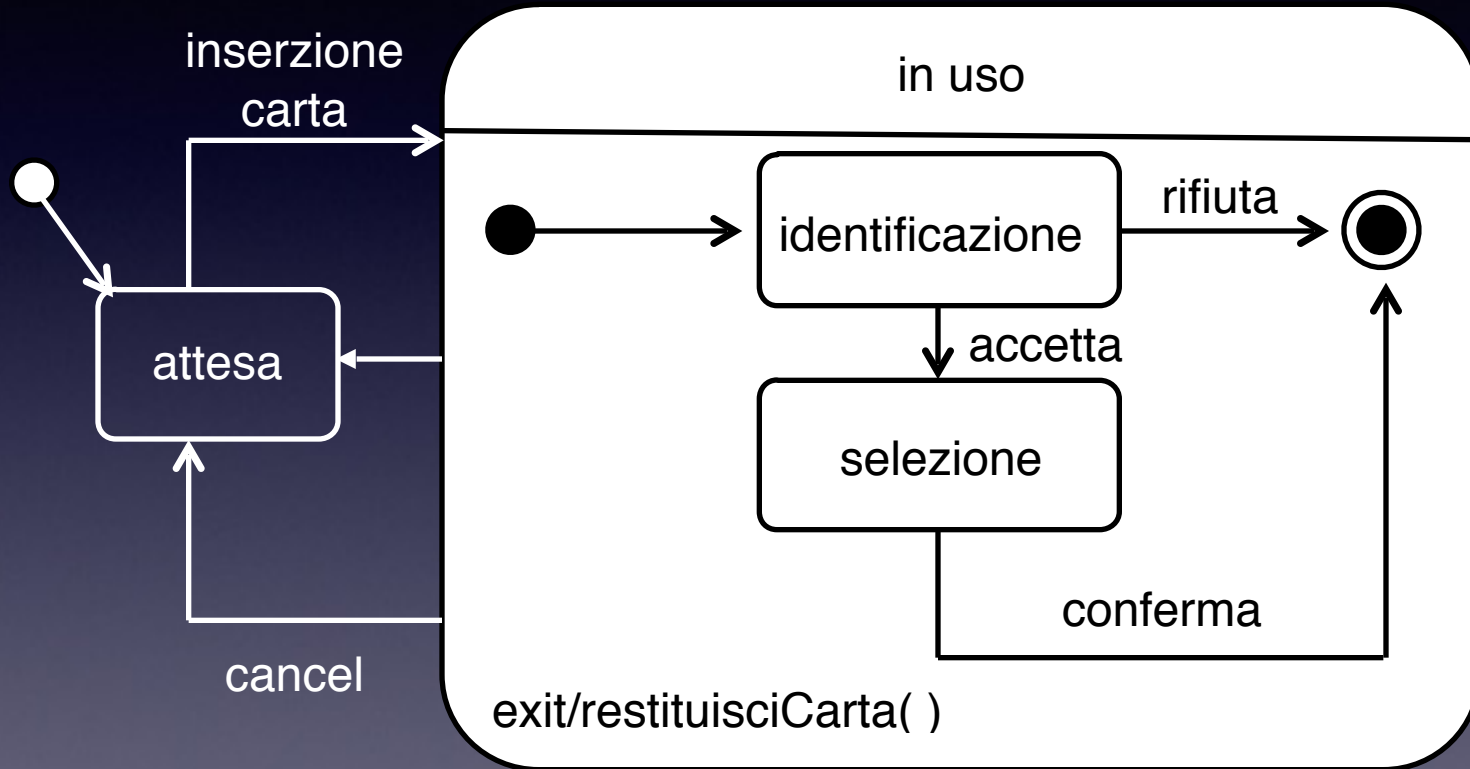 inserzione
carta
in uso
identificazione
rifiuta
accetta
attesa
selezione
conferma
cancel
exit/restituisciCarta( )